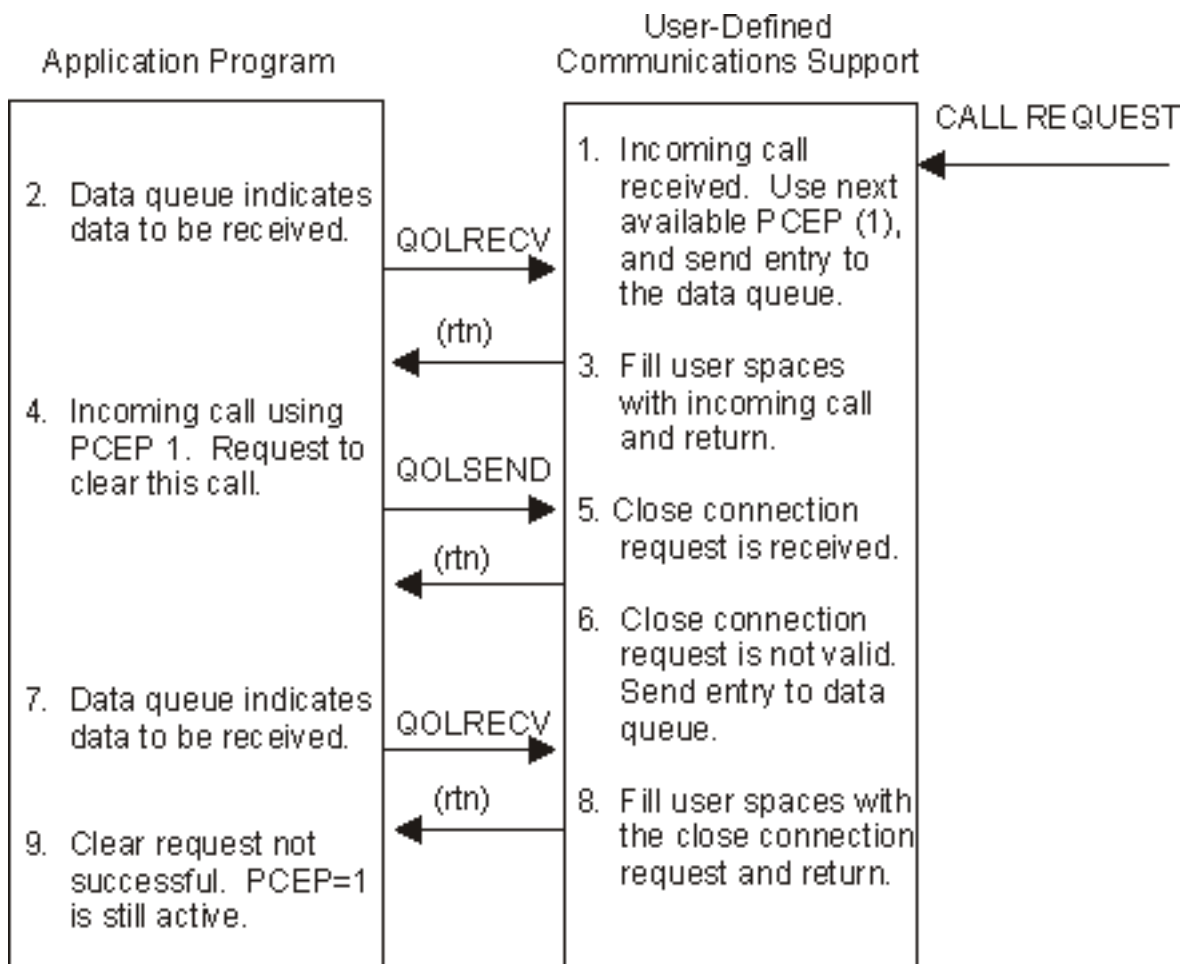 Application Program
User-Defined
Communications Support
CALL REQUEST
1. Incoming call
received. Use next
available PCEP (1),
and send entry to
the data queue.
2. Data queue indicates
data to be received.
QOLRECV
(rtn)
3. Fill user spaces
with incoming call
and return.
4. Incoming call using
PCEP 1. Request to
clear this call.
QOLSEND
5. Close connection
request is received.
(rtn)
6. Close connection
request is not valid.
Send entry to data
queue.
7. Data queue indicates
data to be received.
QOLRECV
(rtn)
8. Fill user spaces with
the close connection
request and return.
9. Clear request not
successful. PCEP=1
is still active.